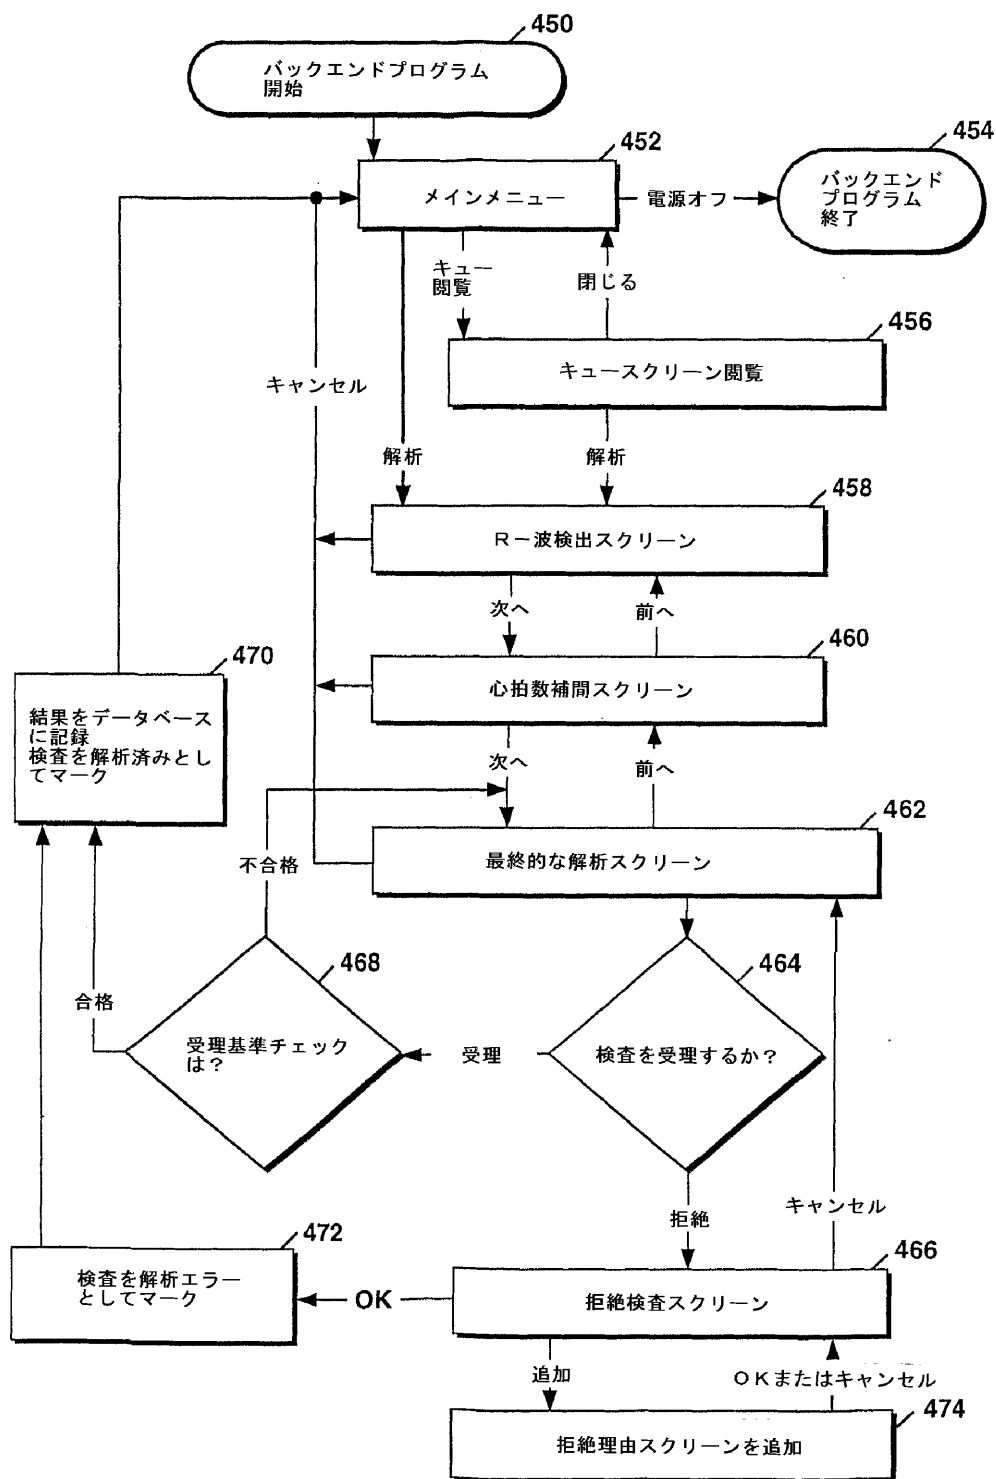 450
バックエンドプログラム
開始
452
メインメニュー
電源オフ
454
バックエンド
プログラム
終了
キュー
閲覧
閉じる
456
キュースクリーン閲覧
キャンセル
解析
解析
458
R－波検出スクリーン
次へ
前へ
460
心拍数補間スクリーン
470
結果をデータベース
に記録
検査を解析済みとし
てマーク
次へ
前へ
462
最終的な解析スクリーン
不合格
468
受理基準チェック
は？
合格
受理
464
検査を受理するか？
拒絶
キャンセル
472
検査を解析エラー
としてマーク
OK
466
拒絶検査スクリーン
追加
OKまたはキャンセル
474
拒絶理由スクリーンを追加